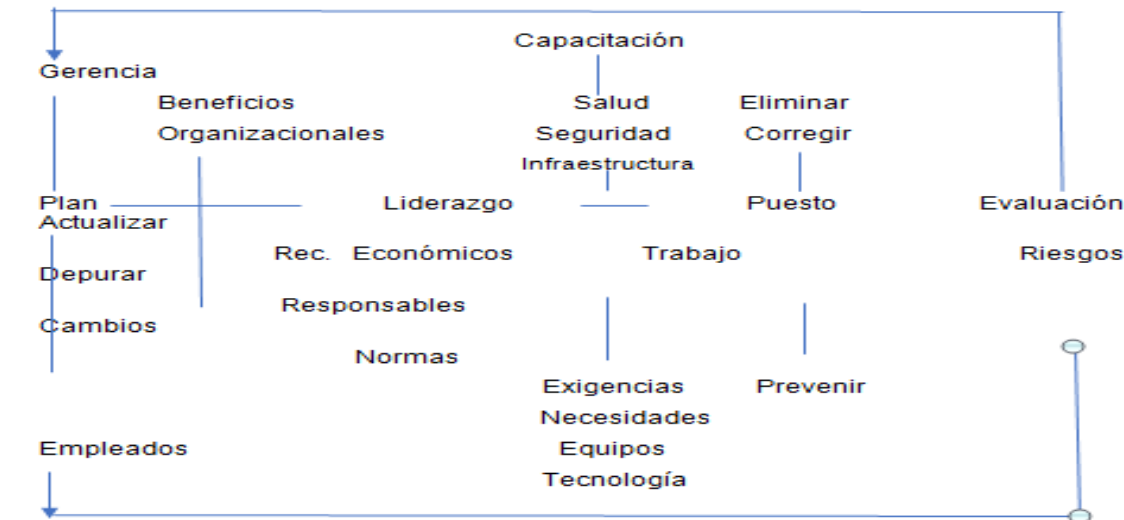 Capacitación
Gerencia
Beneficios Salud Eliminar
Organizacionales Seguridad Corregir
Infraestructura
Plan Liderazgo Puesto Evaluación
Actualizar
Rec. Económicos Trabajo Riesgos
Depurar
Responsables
Cambios
Normas
Exigencias Prevenir
Necesidades
Empleados Equipos
Tecnología